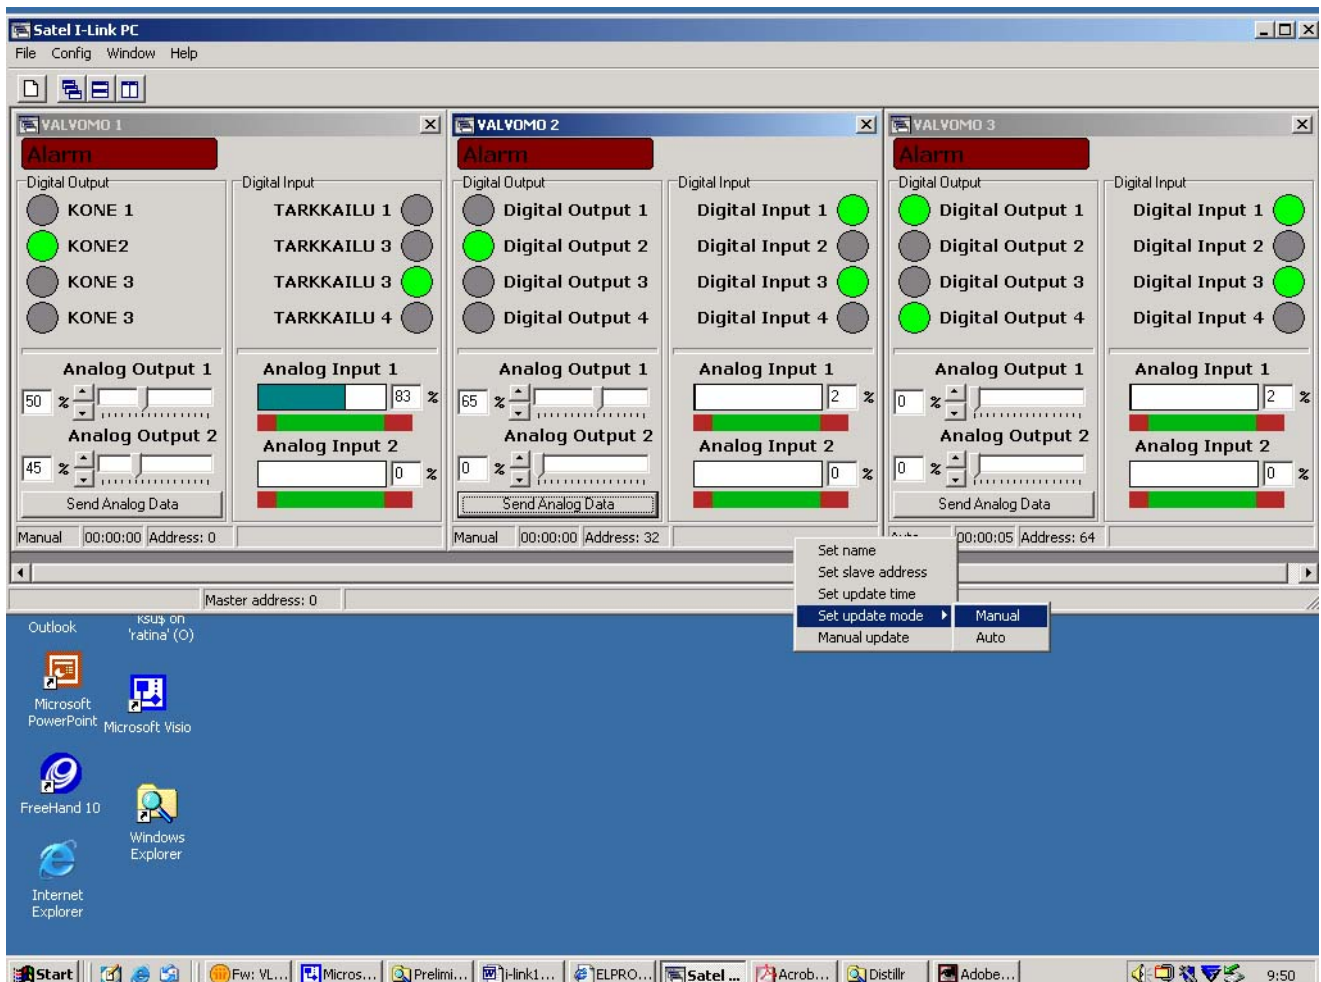 Satel I-Link PC
File Config Window Help
VALVOMO 1
Alarm
Digital Output
Digital Input
KONE 1
TARKKAILU 1
KONE2
TARKKAILU 3
KONE 3
TARKKAILU 3
KONE 3
TARKKAILU 4
Analog Output 1
Analog Input 1
50 %
83 %
Analog Output 2
Analog Input 2
45 %
0 %
Send Analog Data
Manual 00:00:00 Address: 0
VALVOMO 2
Alarm
Digital Output
Digital Input
Digital Output 1
Digital Input 1
Digital Output 2
Digital Input 2
Digital Output 3
Digital Input 3
Digital Output 4
Digital Input 4
Analog Output 1
Analog Input 1
65 %
2 %
Analog Output 2
Analog Input 2
0 %
0 %
Send Analog Data
Manual 00:00:00 Address: 32
VALVOMO 3
Alarm
Digital Output
Digital Input
Digital Output 1
Digital Input 1
Digital Output 2
Digital Input 2
Digital Output 3
Digital Input 3
Digital Output 4
Digital Input 4
Analog Output 1
Analog Input 1
0 %
2 %
Analog Output 2
Analog Input 2
0 %
0 %
Send Analog Data
Auto 00:00:05 Address: 64
Set name
Set slave address
Set update time
Set update mode
Manual update
Manual
Auto
Master address: 0
Outlook
ksu$ on
'ratina' (O)
Microsoft
PowerPoint
Microsoft Visio
FreeHand 10
Windows
Explorer
Internet
Explorer
Start
Fw: VL...
Micros...
Prelimi...
i-link1...
ELPRO...
Satel ...
Acrob...
Distillr
Adobe...
9:50